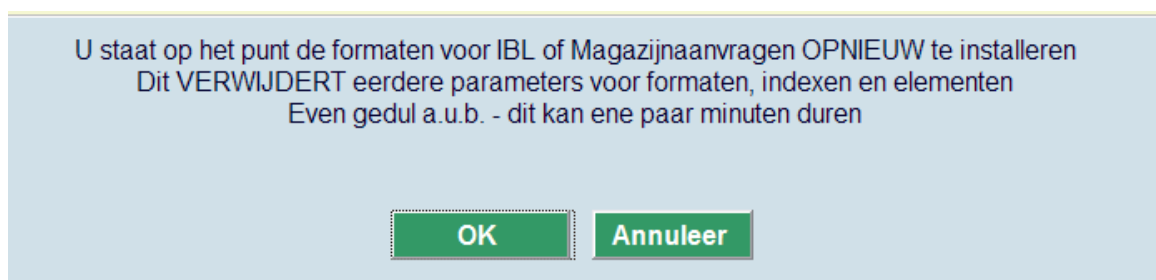 U staat op het punt de formaten voor IBL of Magazijnaanvragen OPNIEUW te installeren
Dit VERWIJDERT eerdere parameters voor formaten, indexen en elementen
Even gedul a.u.b. - dit kan ene paar minuten duren
OK Annuleer